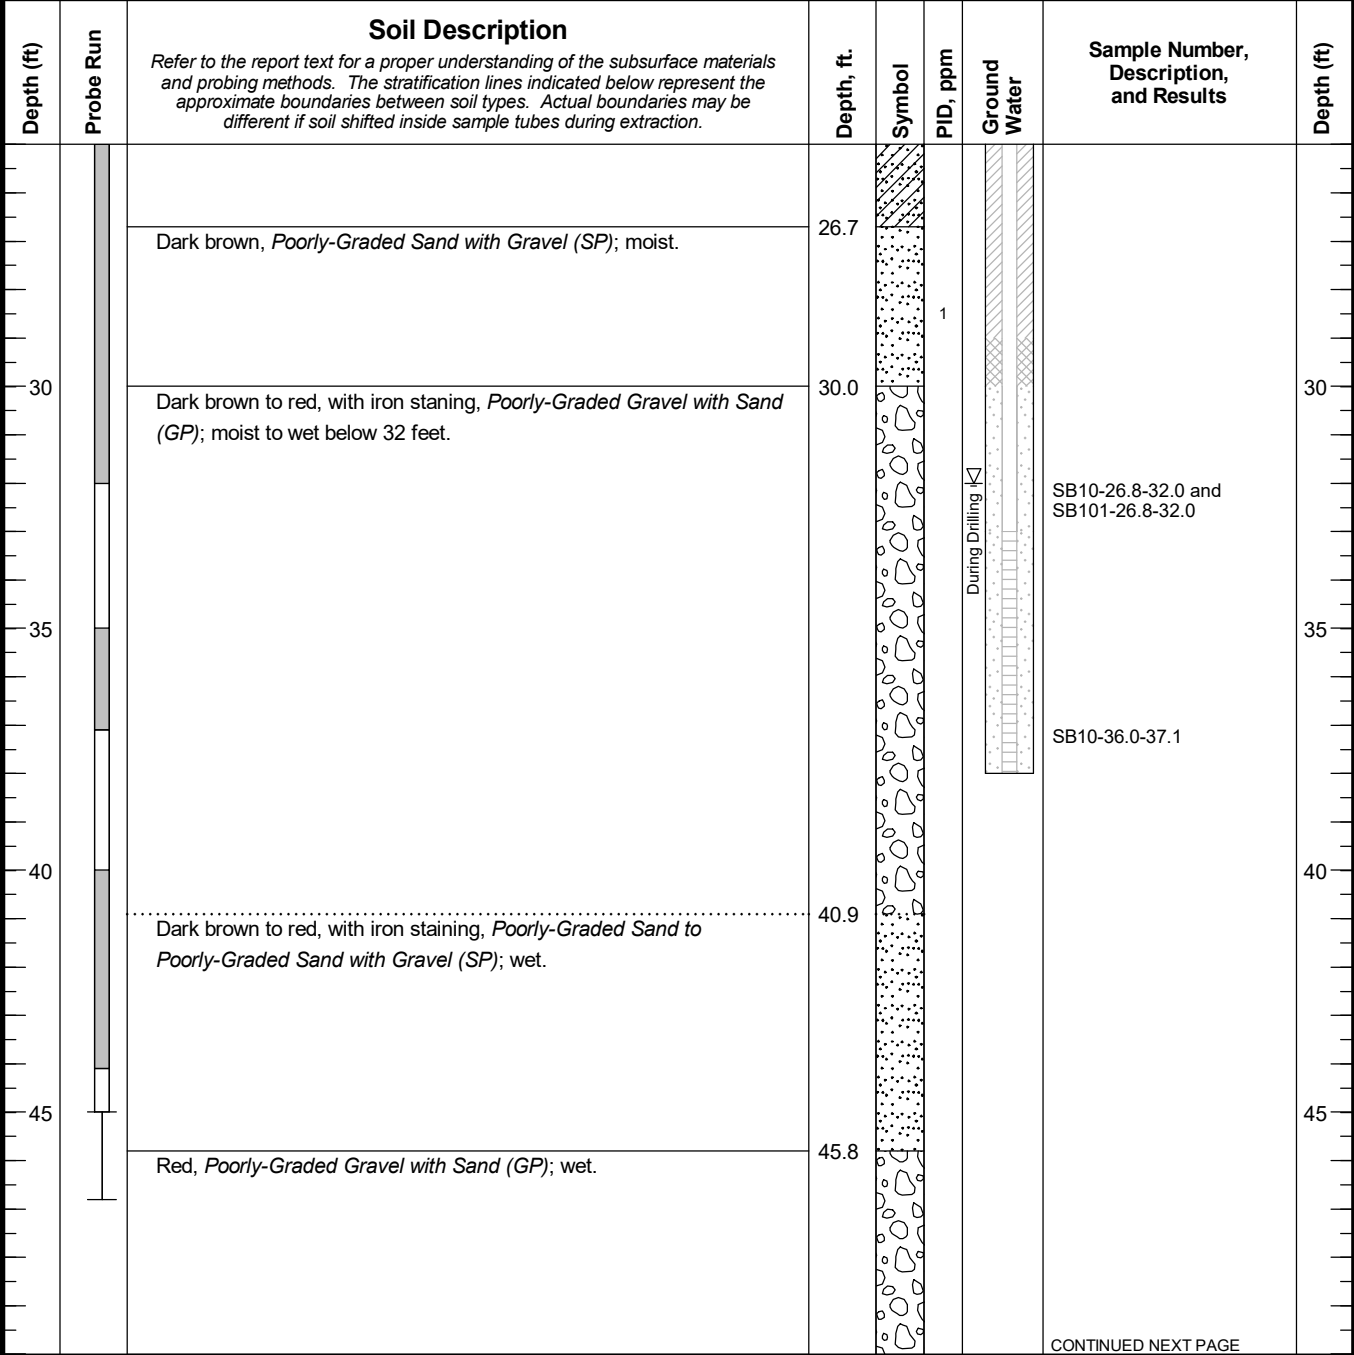 Depth (ft)
Probe Run
Soil Description
Refer to the report text for a proper understanding of the subsurface materials
and probing methods. The stratification lines indicated below represent the
approximate boundaries between soil types. Actual boundaries may be
different if soil shifted inside sample tubes during extraction.
Depth, ft.
Symbol
PID, ppm
Ground
Water
Sample Number,
Description,
and Results
Depth (ft)
26.7
Dark brown, Poorly-Graded Sand with Gravel (SP); moist.
1
30
30.0
30
Dark brown to red, with iron staning, Poorly-Graded Gravel with Sand
(GP); moist to wet below 32 feet.
During Drilling
SB10-26.8-32.0 and
SB101-26.8-32.0
35
35
SB10-36.0-37.1
40
40
40.9
Dark brown to red, with iron staining, Poorly-Graded Sand to
Poorly-Graded Sand with Gravel (SP); wet.
45
45
45.8
Red, Poorly-Graded Gravel with Sand (GP); wet.
CONTINUED NEXT PAGE